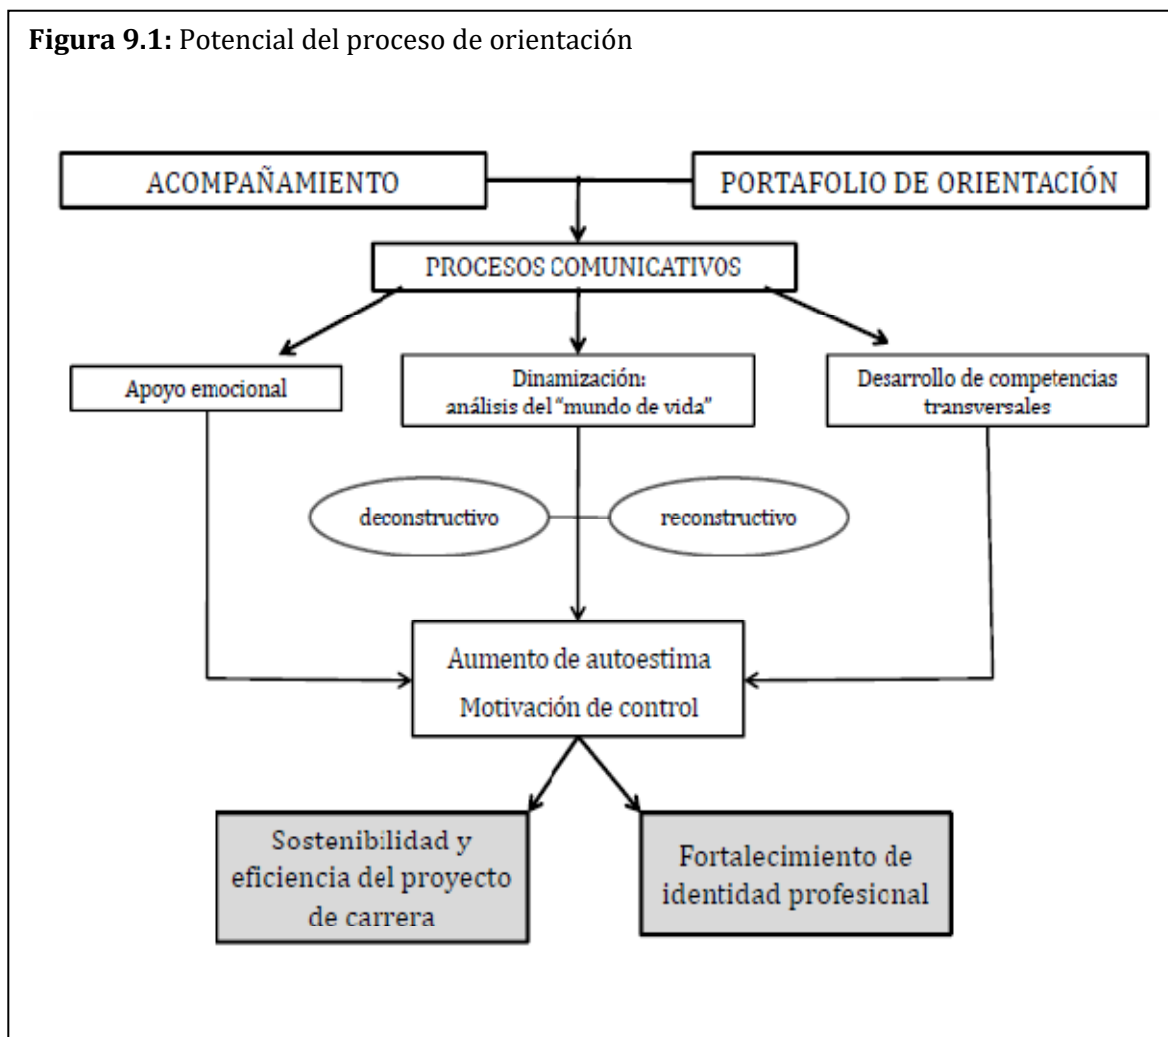 Figura 9.1: Potencial del proceso de orientación
ACOMPAÑAMIENTO
PORTAFOLIO DE ORIENTACIÓN
PROCESOS COMUNICATIVOS
Apoyo emocional
Dinamización:
análisis del “mundo de vida”
Desarrollo de competencias
transversales
deconstructivo
reconstructivo
Aumento de autoestima
Motivación de control
Sostenibilidad y
eficiencia del proyecto
de carrera
Fortalecimiento de
identidad profesional